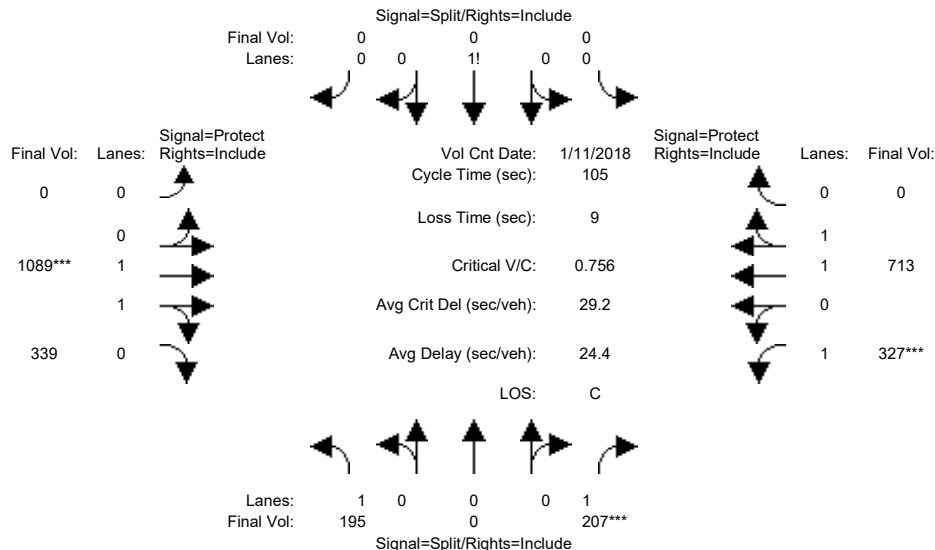 Signal=Split/Rights=Include
Final Vol: 0 0 0
Lanes: 0 0 1! 0 0
Signal=Protect Signal=Protect
Final Vol: Lanes: Rights=Include Vol Cnt Date: 1/11/2018 Rights=Include Lanes: Final Vol:
Cycle Time (sec): 105
0 0 0 0
Loss Time (sec): 9
0 1
1089*** 1 Critical V/C: 0.756 1 713
1 Avg Crit Del (sec/veh): 29.2 0
339 0 Avg Delay (sec/veh): 24.4 1 327***
LOS: C
Lanes: 1 0 0 0 1
Final Vol: 195 0 207***
Signal=Split/Rights=Include